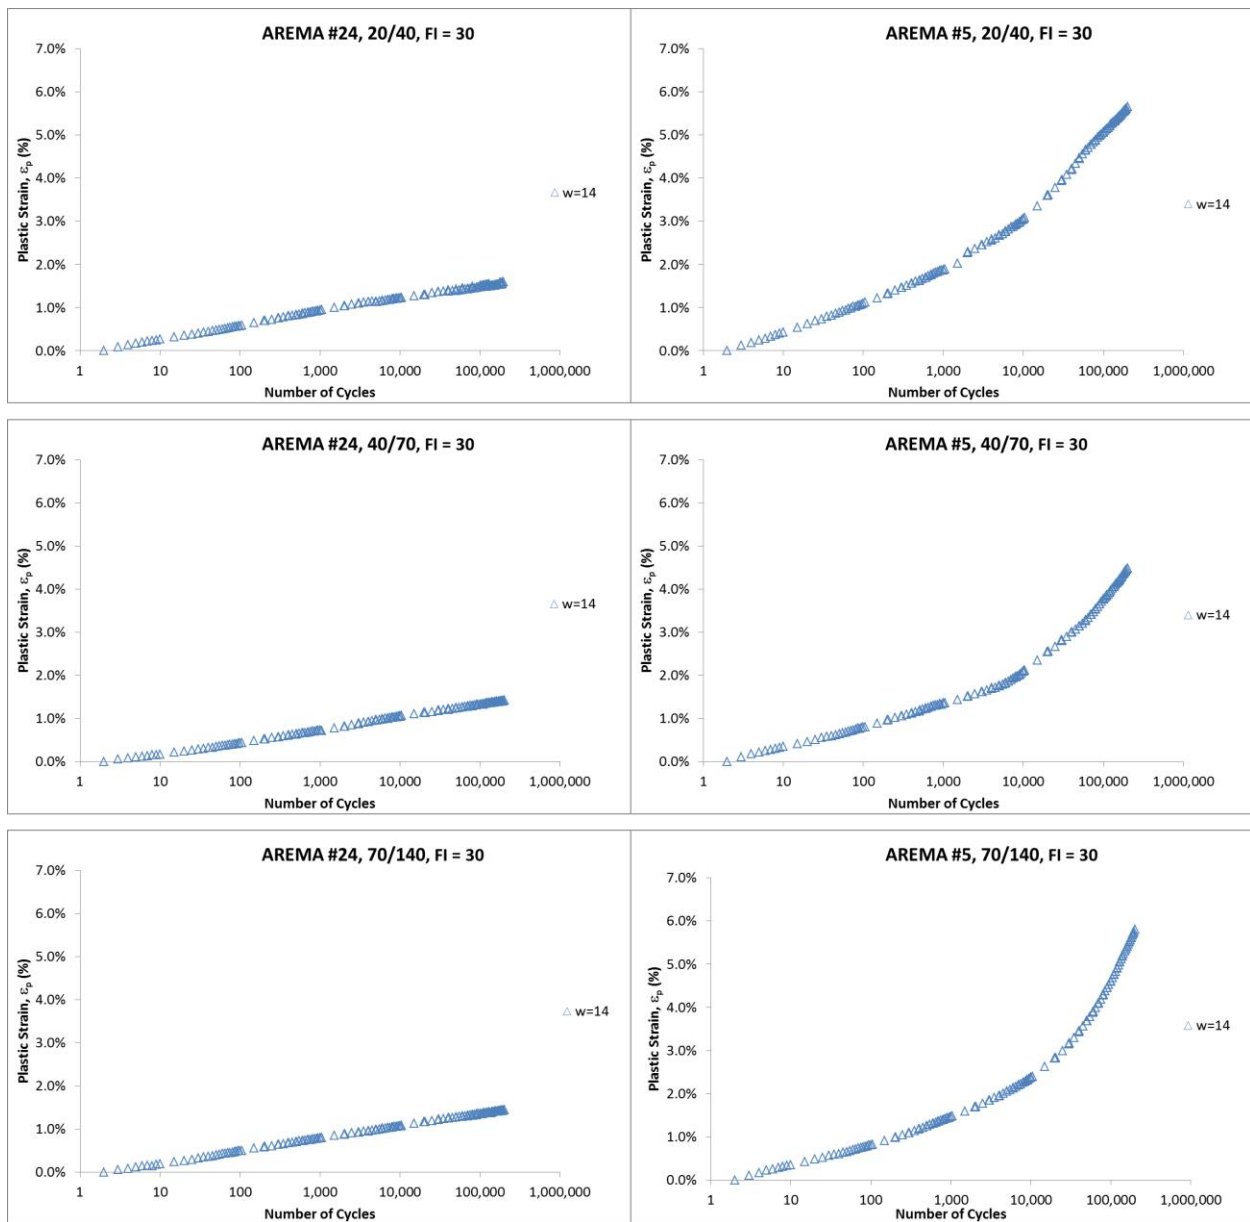 AREMA #24, 20/40, FI = 30
7.0%
6.0%
5.0%
4.0%
3.0%
2.0%
1.0%
0.0%
Plastic Strain, εp (%)
1 10 100 1,000 10,000 100,000 1,000,000
Number of Cycles
w=14
AREMA #5, 20/40, FI = 30
7.0%
6.0%
5.0%
4.0%
3.0%
2.0%
1.0%
0.0%
Plastic Strain, εp (%)
1 10 100 1,000 10,000 100,000 1,000,000
Number of Cycles
w=14
AREMA #24, 40/70, FI = 30
7.0%
6.0%
5.0%
4.0%
3.0%
2.0%
1.0%
0.0%
Plastic Strain, εp (%)
1 10 100 1,000 10,000 100,000 1,000,000
Number of Cycles
w=14
AREMA #5, 40/70, FI = 30
7.0%
6.0%
5.0%
4.0%
3.0%
2.0%
1.0%
0.0%
Plastic Strain, εp (%)
1 10 100 1,000 10,000 100,000 1,000,000
Number of Cycles
w=14
AREMA #24, 70/140, FI = 30
7.0%
6.0%
5.0%
4.0%
3.0%
2.0%
1.0%
0.0%
Plastic Strain, εp (%)
1 10 100 1,000 10,000 100,000 1,000,000
Number of Cycles
w=14
AREMA #5, 70/140, FI = 30
7.0%
6.0%
5.0%
4.0%
3.0%
2.0%
1.0%
0.0%
Plastic Strain, εp (%)
1 10 100 1,000 10,000 100,000 1,000,000
Number of Cycles
w=14